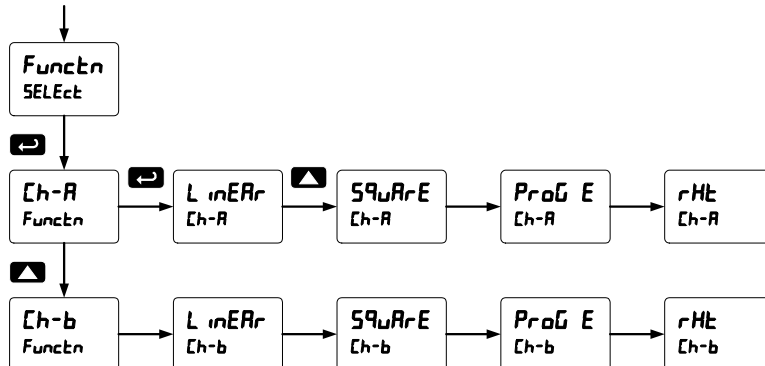 Functn
SELEct
Ch-A
Functn
LinEAr
Ch-A
SquArE
Ch-A
ProG E
Ch-A
rHt
Ch-A
Ch-b
Functn
LinEAr
Ch-b
SquArE
Ch-b
ProG E
Ch-b
rHt
Ch-b